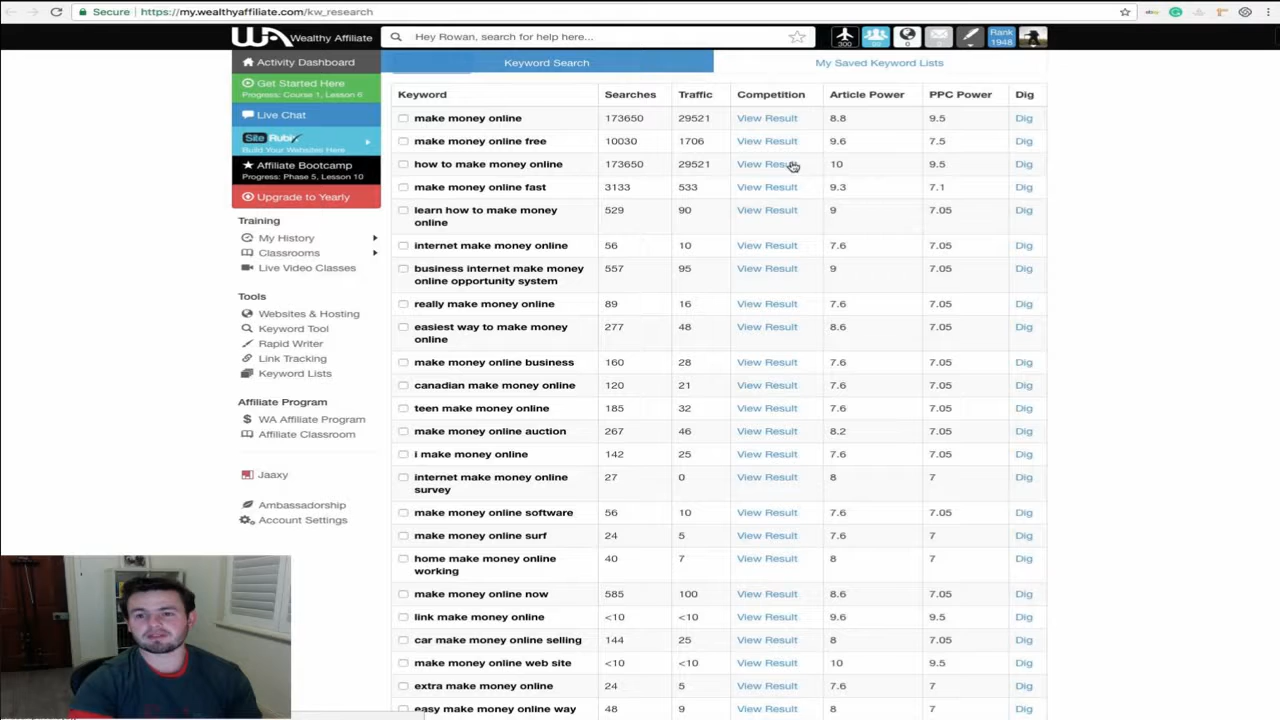 Secure https://my.wealthyaffiliate.com/kw_research
WA Wealthy Affiliate
Hey Rowan, search for help here...
300
99
0
0
Rank
1948
Activity Dashboard
Get Started Here
Progress: Course 1, Lesson 6
Live Chat
Site Rubix
Build Your Websites Here
Affiliate Bootcamp
Progress: Phase 5, Lesson 10
Upgrade to Yearly
Training
My History
Classrooms
Live Video Classes
Tools
Websites & Hosting
Keyword Tool
Rapid Writer
Link Tracking
Keyword Lists
Affiliate Program
WA Affiliate Program
Affiliate Classroom
Jaaxy
Ambassadorship
Account Settings
Keyword Search My Saved Keyword Lists
Keyword Searches Traffic Competition Article Power PPC Power Dig
make money online 173650 29521 View Result 8.8 9.5 Dig
make money online free 10030 1706 View Result 9.6 7.5 Dig
how to make money online 173650 29521 View Result 10 9.5 Dig
make money online fast 3133 533 View Result 9.3 7.1 Dig
learn how to make money 529 90 View Result 9 7.05 Dig
online
internet make money online 56 10 View Result 7.6 7.05 Dig
business internet make money 557 95 View Result 9 7.05 Dig
online opportunity system
really make money online 89 16 View Result 7.6 7.05 Dig
easiest way to make money 277 48 View Result 8.6 7.05 Dig
online
make money online business 160 28 View Result 7.6 7.05 Dig
canadian make money online 120 21 View Result 7.6 7.05 Dig
teen make money online 185 32 View Result 7.6 7.05 Dig
make money online auction 267 46 View Result 8.2 7.05 Dig
i make money online 142 25 View Result 7.6 7.05 Dig
internet make money online 27 0 View Result 8 7 Dig
survey
make money online software 56 10 View Result 7.6 7.05 Dig
make money online surf 24 5 View Result 7.6 7 Dig
home make money online 40 7 View Result 8 7 Dig
working
make money online now 585 100 View Result 8.6 7.05 Dig
link make money online <10 <10 View Result 9.6 9.5 Dig
car make money online selling 144 25 View Result 8 7.05 Dig
make money online web site <10 <10 View Result 10 9.5 Dig
extra make money online 24 5 View Result 7.6 7 Dig
easy make money online way 48 9 View Result 8 7 Dig